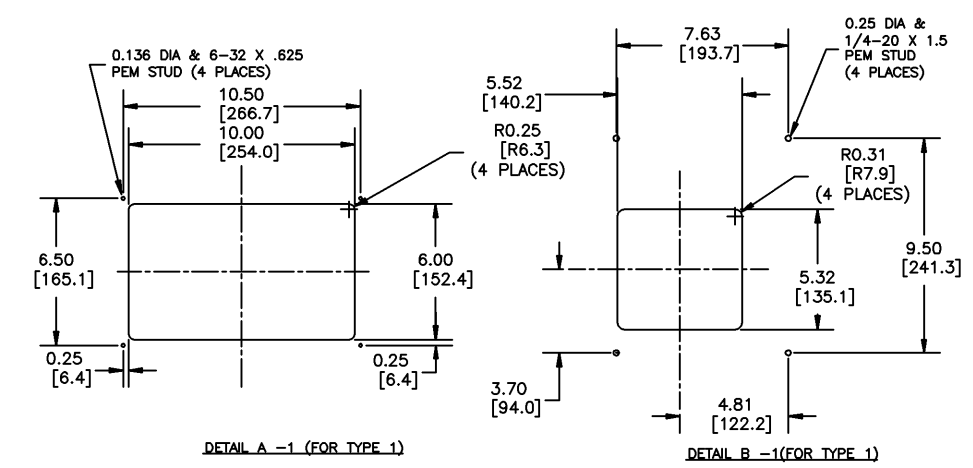 0.136 DIA & 6-32 X .625
PEM STUD (4 PLACES)
10.50
[266.7]
10.00
[254.0]
R0.25
[R6.3]
(4 PLACES)
6.50
[165.1]
6.00
[152.4]
0.25
[6.4]
0.25
[6.4]
DETAIL A -1 (FOR TYPE 1)
7.63
[193.7]
0.25 DIA &
1/4-20 X 1.5
PEM STUD
(4 PLACES)
5.52
[140.2]
R0.31
[R7.9]
(4 PLACES)
9.50
[241.3]
5.32
[135.1]
3.70
[94.0]
4.81
[122.2]
DETAIL B -1(FOR TYPE 1)